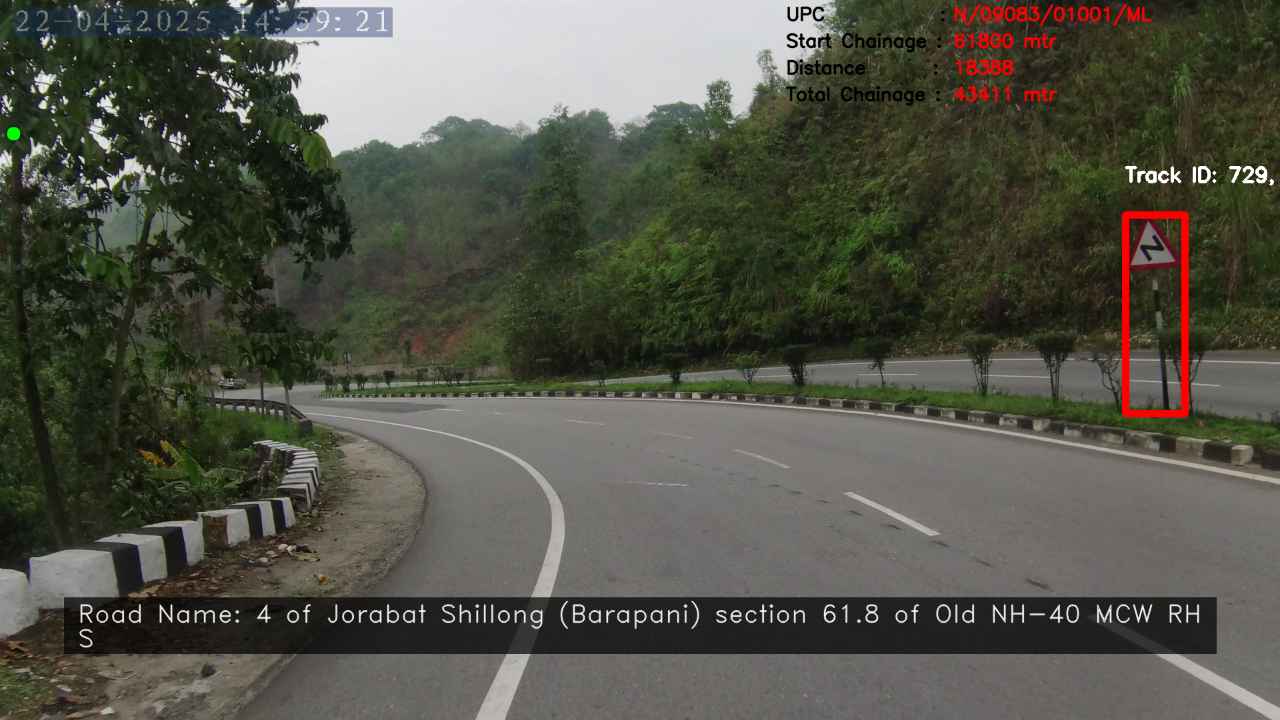 22-04-2025 14:59:21
UPC : N/09083/01001/ML
Start Chainage : 61800 mtr
Distance : 18388
Total Chainage : 43411 mtr
Track ID: 729,
Road Name: 4 of Jorabat Shillong (Barapani) section 61.8 of Old NH-40 MCW RH
S